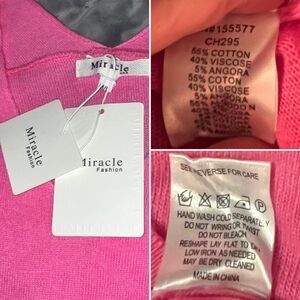 Miracle
Miracle
Fashion
Miracle
Fashion
#155577
CH295
55% COTTON
40% VISCOSE
5% ANGORA
55% COTON
40% VISCOSE
5% ANGORA
SEE REVERSE FOR CARE
HAND WASH COLD SEPARATELY
DO NOT WRING OR TWIST
DO NOT BLEACH
RESHAPE LAY FLAT TO DRY
LOW IRON AS NEEDED
MAY BE DRY CLEANED
MADE IN CHINA